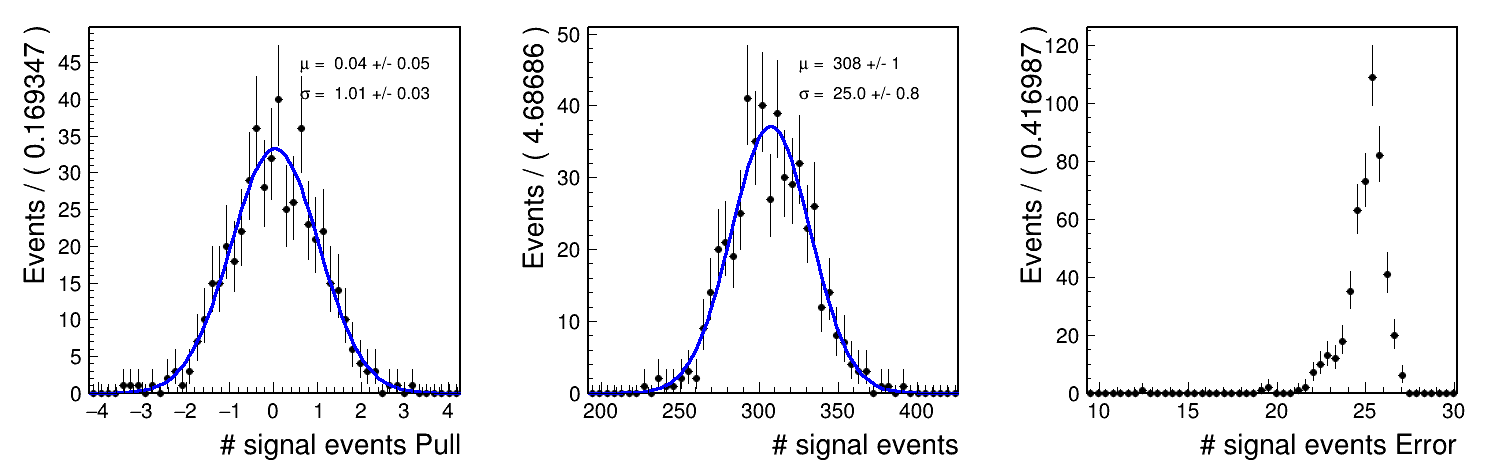 Events / ( 0.169347 )
45
40
35
30
25
20
15
10
5
0
μ = 0.04 +/- 0.05
σ = 1.01 +/- 0.03
−4 −3 −2 −1 0 1 2 3 4
# signal events Pull
Events / ( 4.68686 )
50
40
30
20
10
0
μ = 308 +/- 1
σ = 25.0 +/- 0.8
200 250 300 350 400
# signal events
Events / ( 0.416987 )
120
100
80
60
40
20
0
10 15 20 25 30
# signal events Error